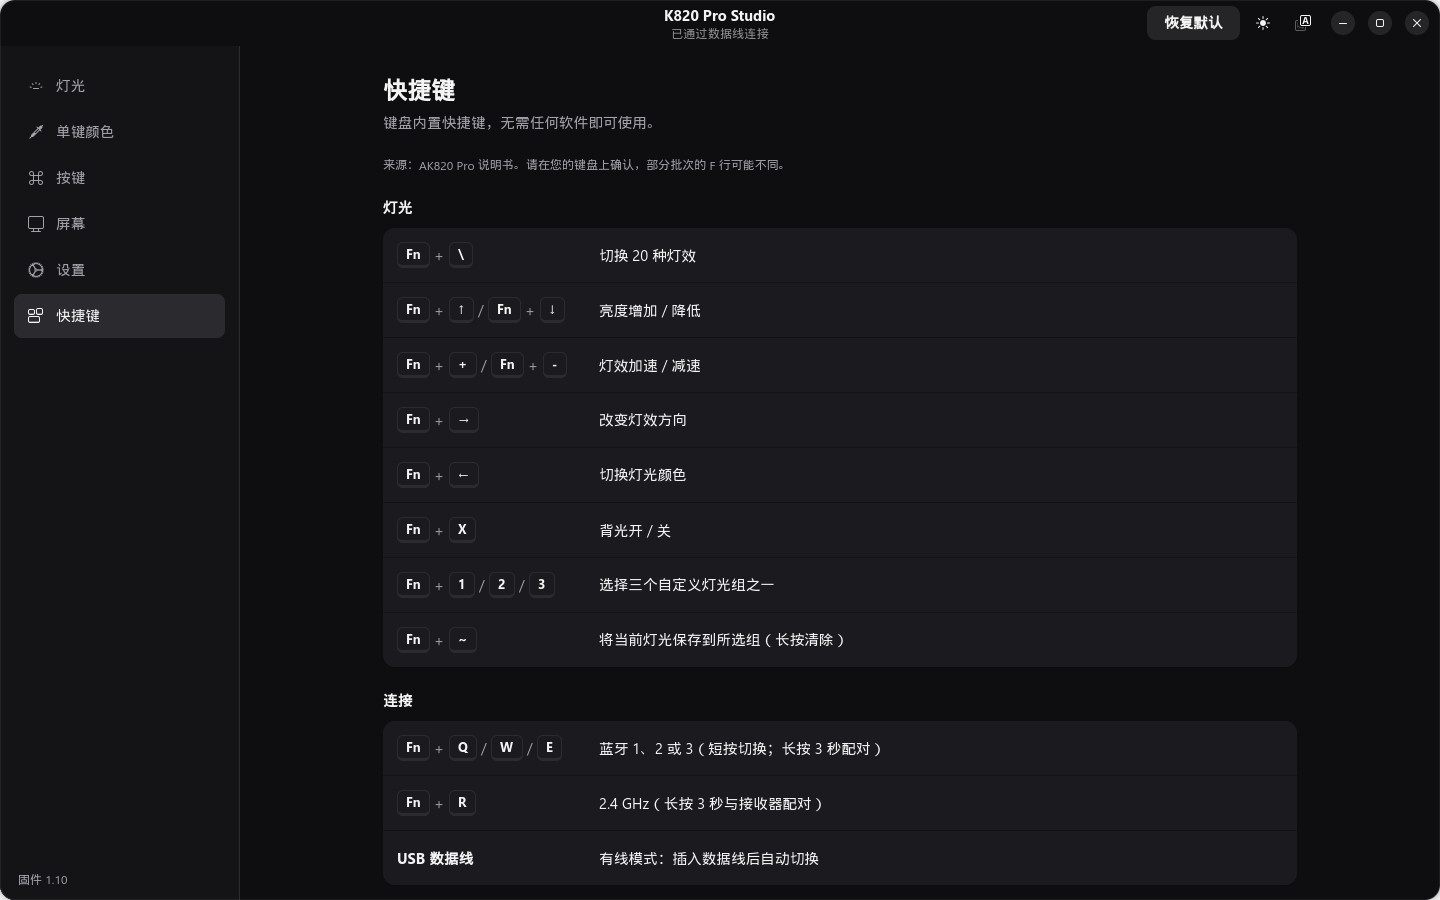 K820 Pro Studio
已通过数据线连接
恢复默认
灯光
单键颜色
按键
屏幕
设置
快捷键
固件 1.10
快捷键
键盘内置快捷键，无需任何软件即可使用。
来源：AK820 Pro 说明书。请在您的键盘上确认，部分批次的 F 行可能不同。
灯光
Fn + \ 切换 20 种灯效
Fn + ↑ / Fn + ↓ 亮度增加 / 降低
Fn + + / Fn + - 灯效加速 / 减速
Fn + → 改变灯效方向
Fn + ← 切换灯光颜色
Fn + X 背光开 / 关
Fn + 1 / 2 / 3 选择三个自定义灯光组之一
Fn + ~ 将当前灯光保存到所选组（长按清除）
连接
Fn + Q / W / E 蓝牙 1、2 或 3（短按切换；长按 3 秒配对）
Fn + R 2.4 GHz（长按 3 秒与接收器配对）
USB 数据线 有线模式：插入数据线后自动切换